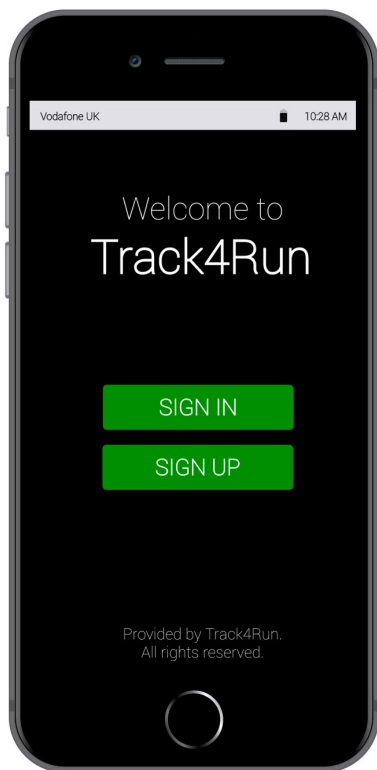 Vodafone UK 10:28 AM
Welcome to
Track4Run
SIGN IN
SIGN UP
Provided by Track4Run.
All rights reserved.